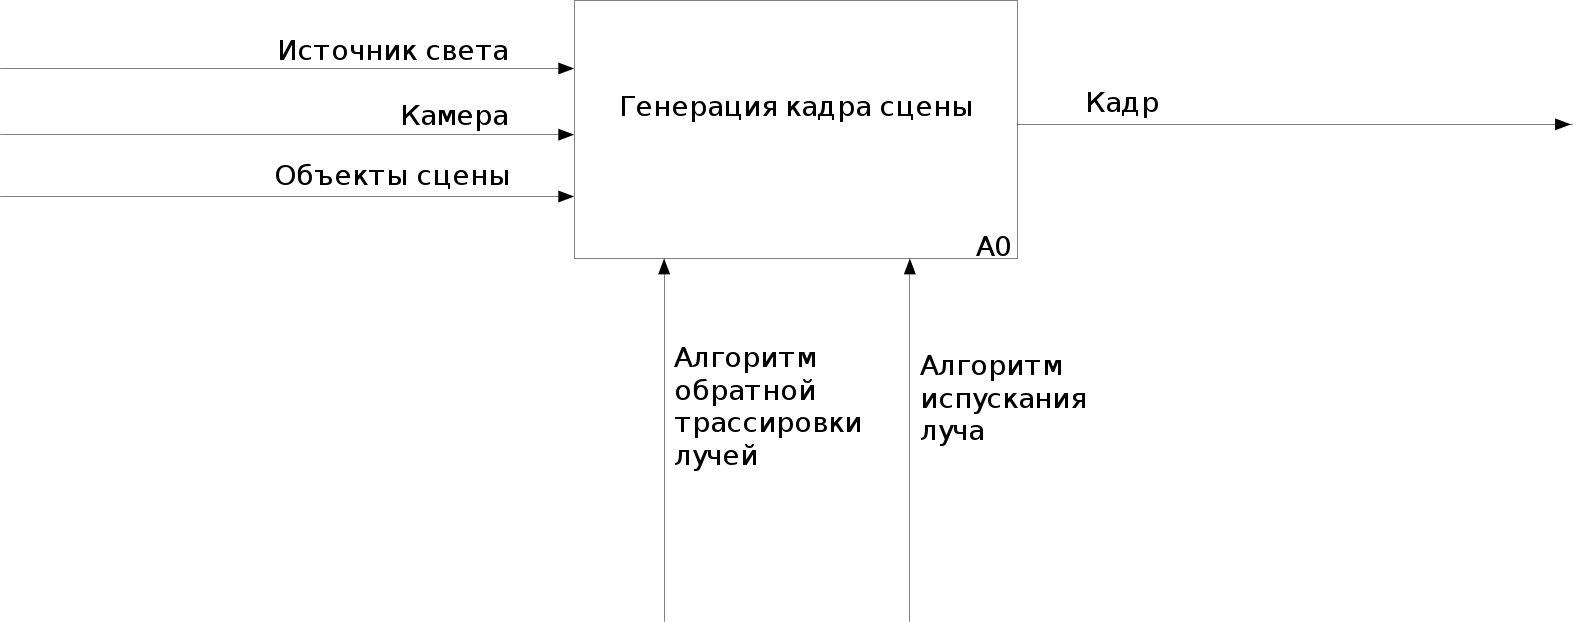 Источник света
Камера
Объекты сцены
Генерация кадра сцены
A0
Кадр
Алгоритм
обратной
трассировки
лучей
Алгоритм
испускания
луча